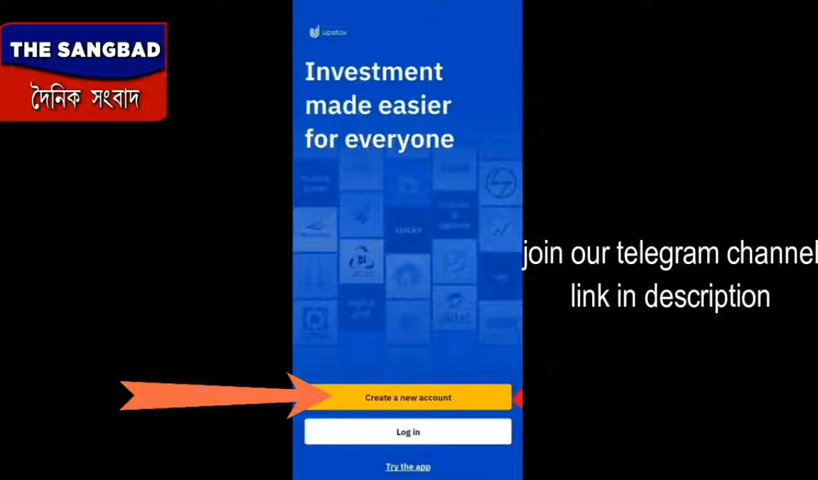 THE SANGBAD
দৈনিক সংবাদ
upstox
Investment
made easier
for everyone
stocks
join our telegram channel
link in description
Create a new account
Log in
Try the app